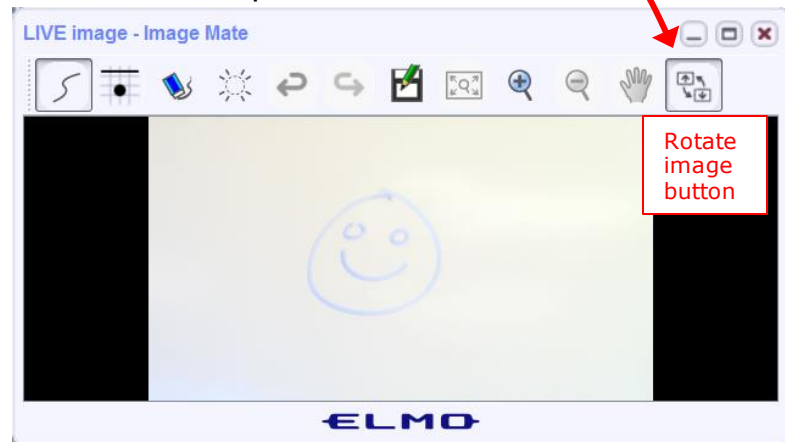 LIVE image - Image Mate
Rotate
image
button
ELMO